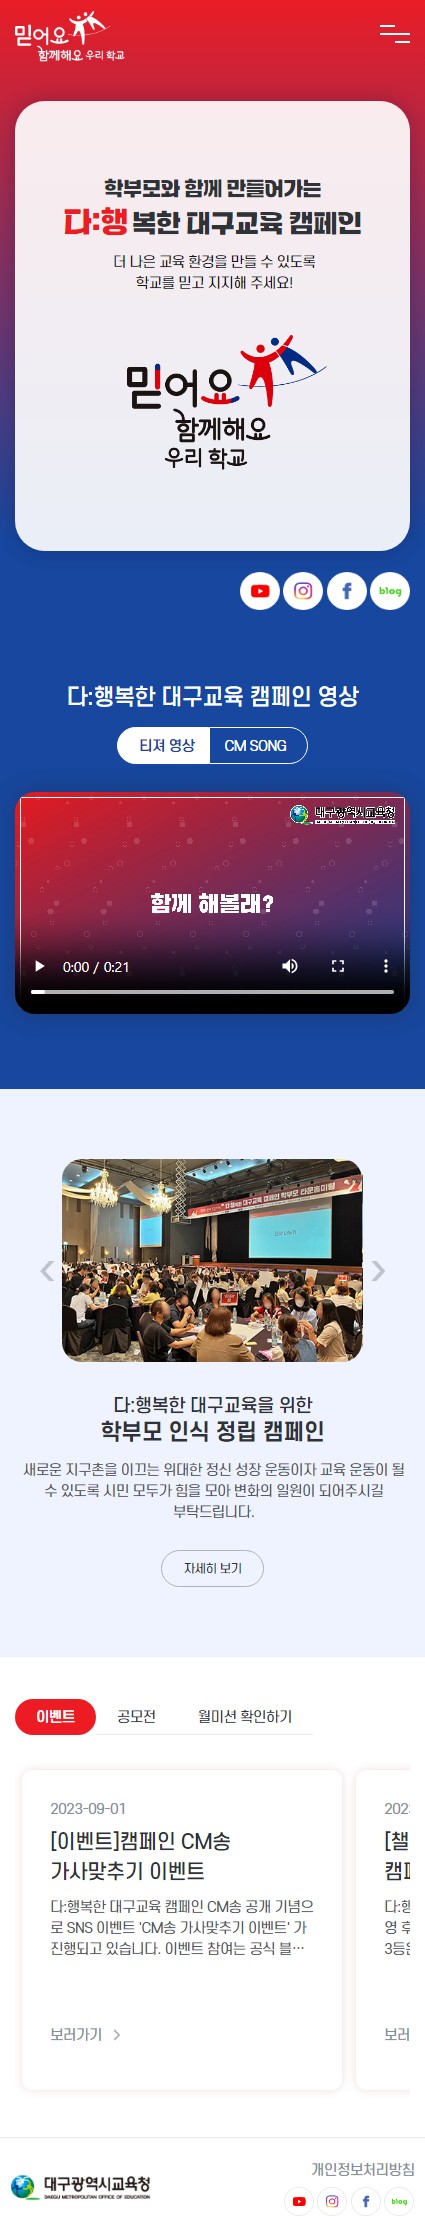 믿어요
함께해요 우리 학교
학부모와 함께 만들어가는
다:행복한 대구교육 캠페인
더 나은 교육 환경을 만들 수 있도록
학교를 믿고 지지해 주세요!
믿어요
함께해요
우리 학교
blog
다:행복한 대구교육 캠페인 영상
티저 영상 CM SONG
대구광역시교육청
함께 해볼래?
0:00 / 0:21
다:행복한 대구교육을 위한
학부모 인식 정립 캠페인
새로운 지구촌을 이끄는 위대한 정신 성장 운동이자 교육 운동이 될
수 있도록 시민 모두가 힘을 모아 변화의 일원이 되어주시길
부탁드립니다.
자세히 보기
이벤트 공모전 월미션 확인하기
2023-09-01
[이벤트]캠페인 CM송
가사맞추기 이벤트
다:행복한 대구교육 캠페인 CM송 공개 기념으
로 SNS 이벤트 'CM송 가사맞추기 이벤트' 가
진행되고 있습니다. 이벤트 참여는 공식 블…
보러가기
[챌
캠페
다:행
영 후
3등은
보러
개인정보처리방침
대구광역시교육청
DAEGU METROPOLITAN OFFICE OF EDUCATION
blog